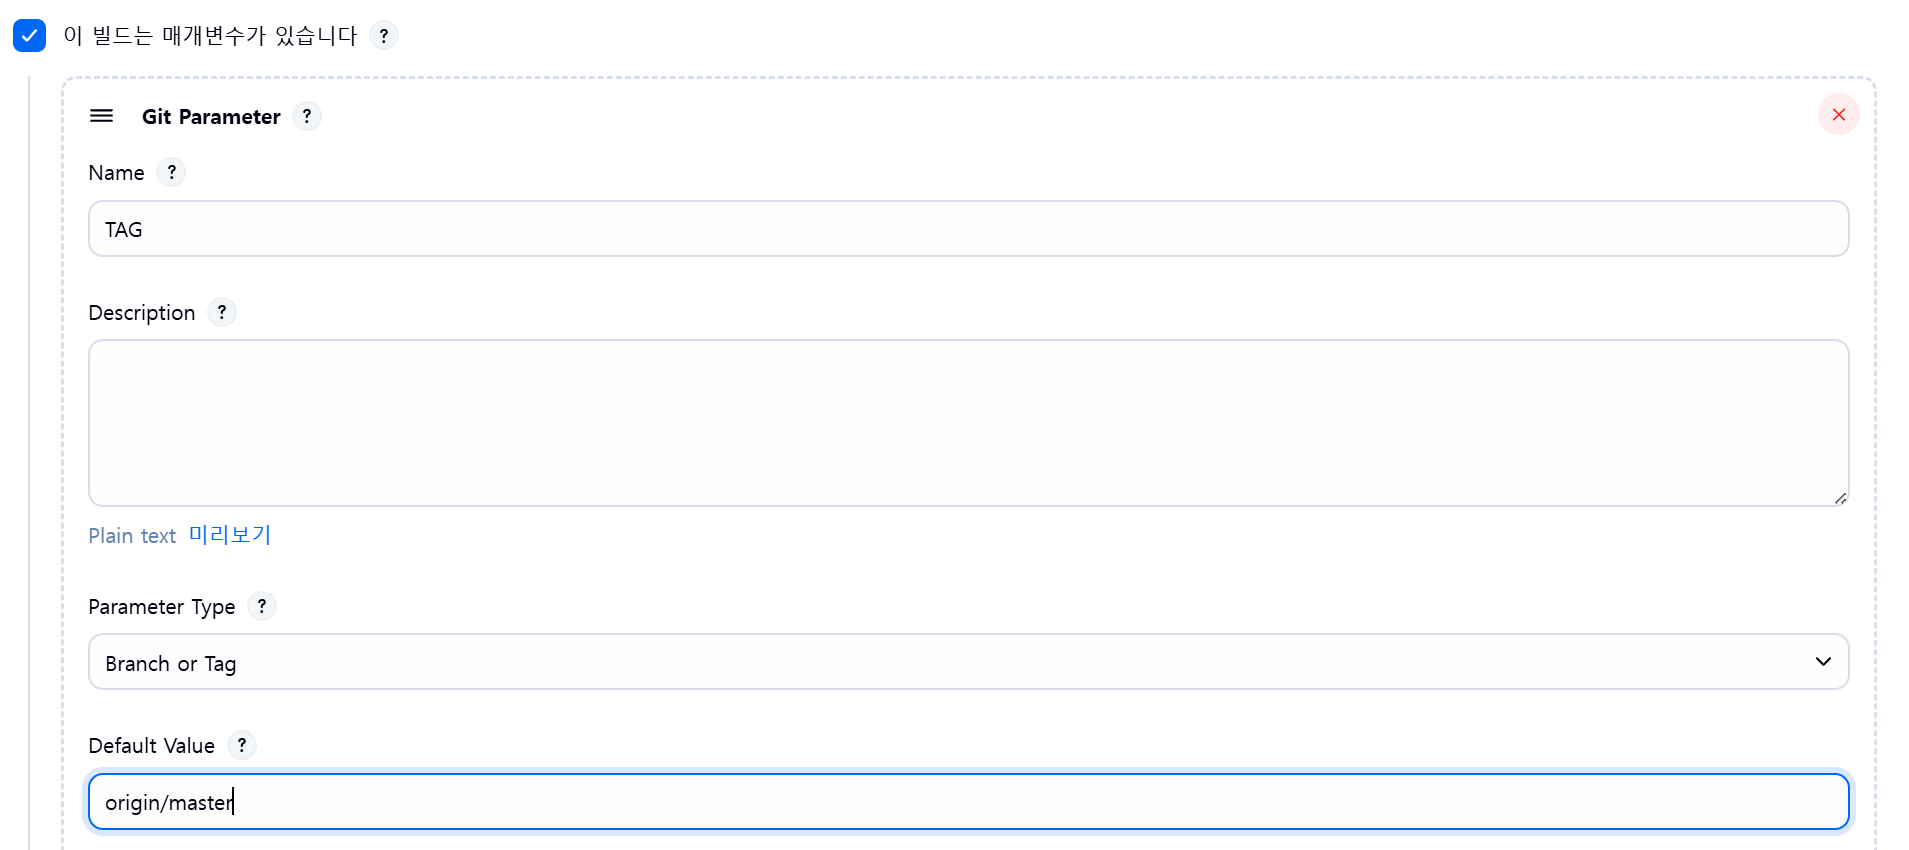 이 빌드는 매개변수가 있습니다 ?
Git Parameter ?
Name ?
TAG
Description ?
Plain text 미리보기
Parameter Type ?
Branch or Tag
Default Value ?
origin/master